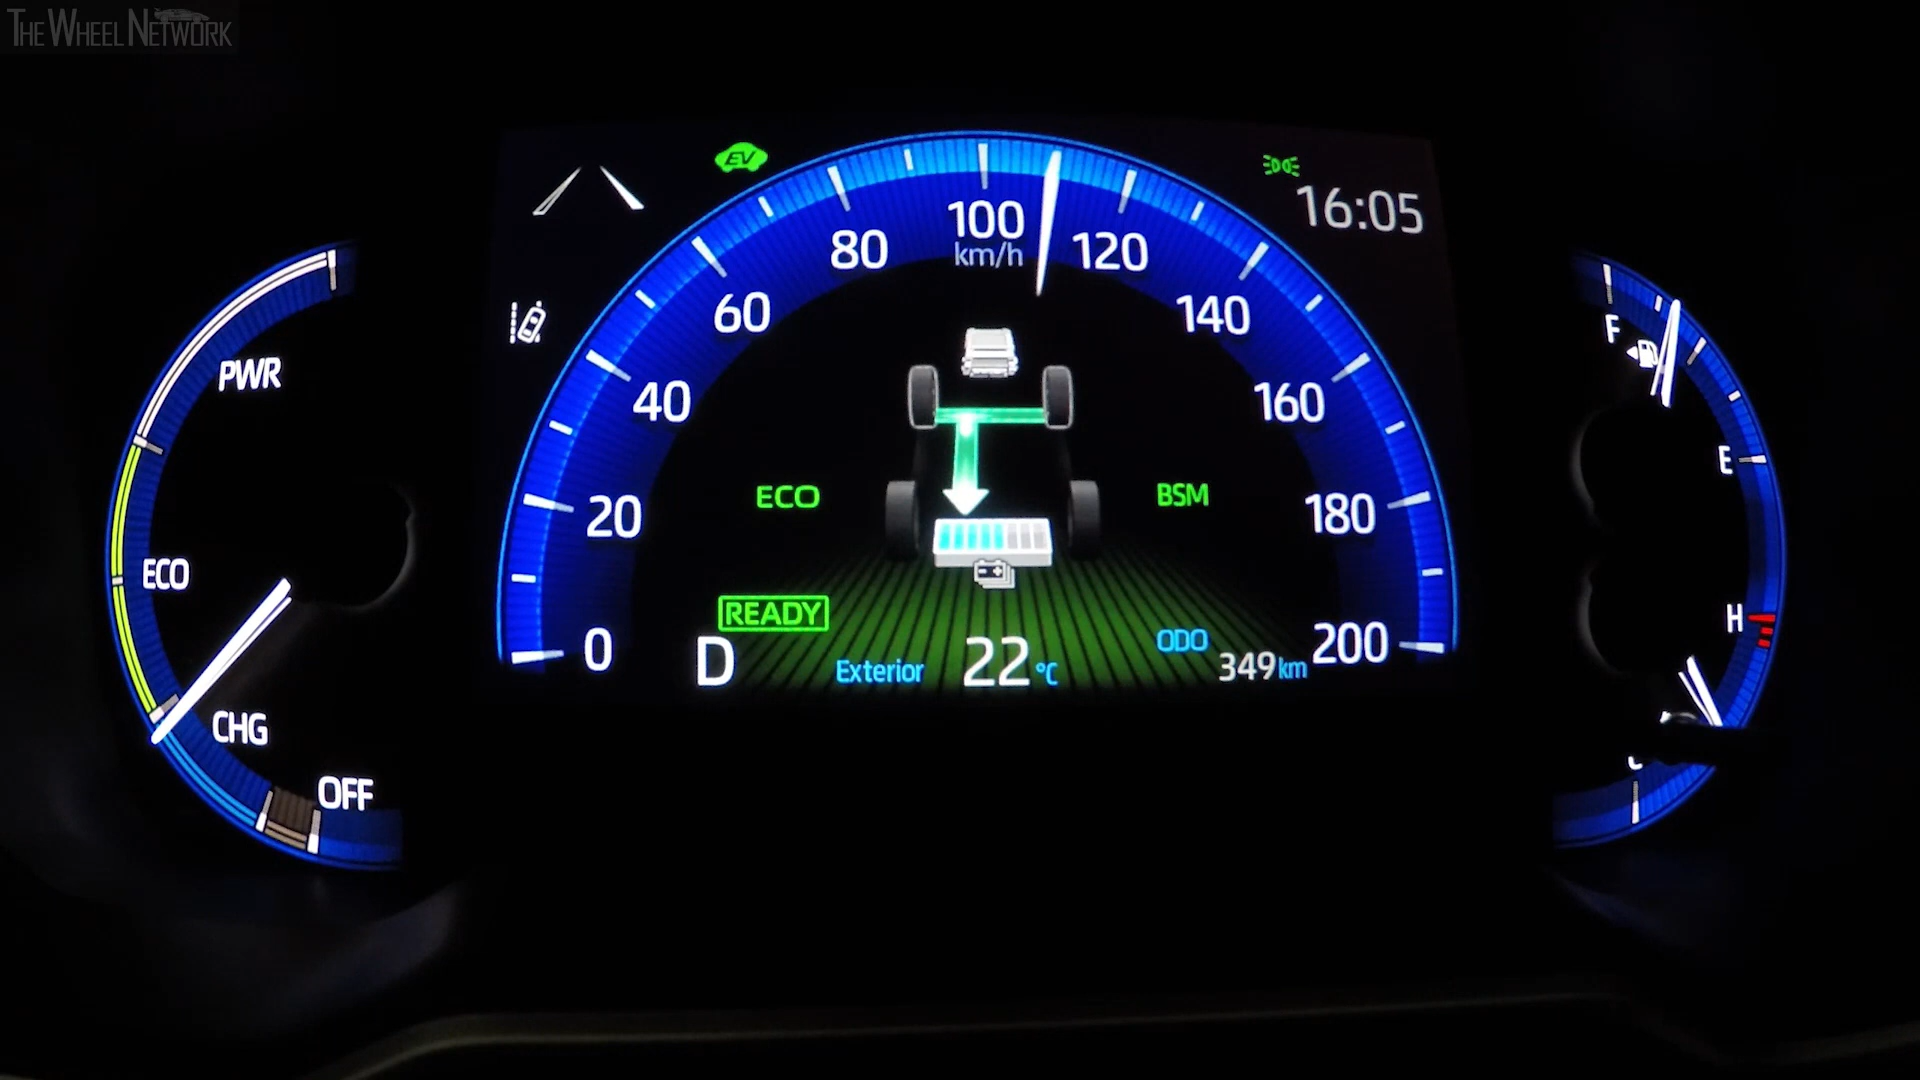 THE WHEEL NETWORK
EV
16:05
100
km/h
80
120
60
140
40
160
20
180
0
200
ECO
BSM
READY
D
Exterior 22 °C
ODO
349 km
PWR
ECO
CHG
OFF
F
E
H